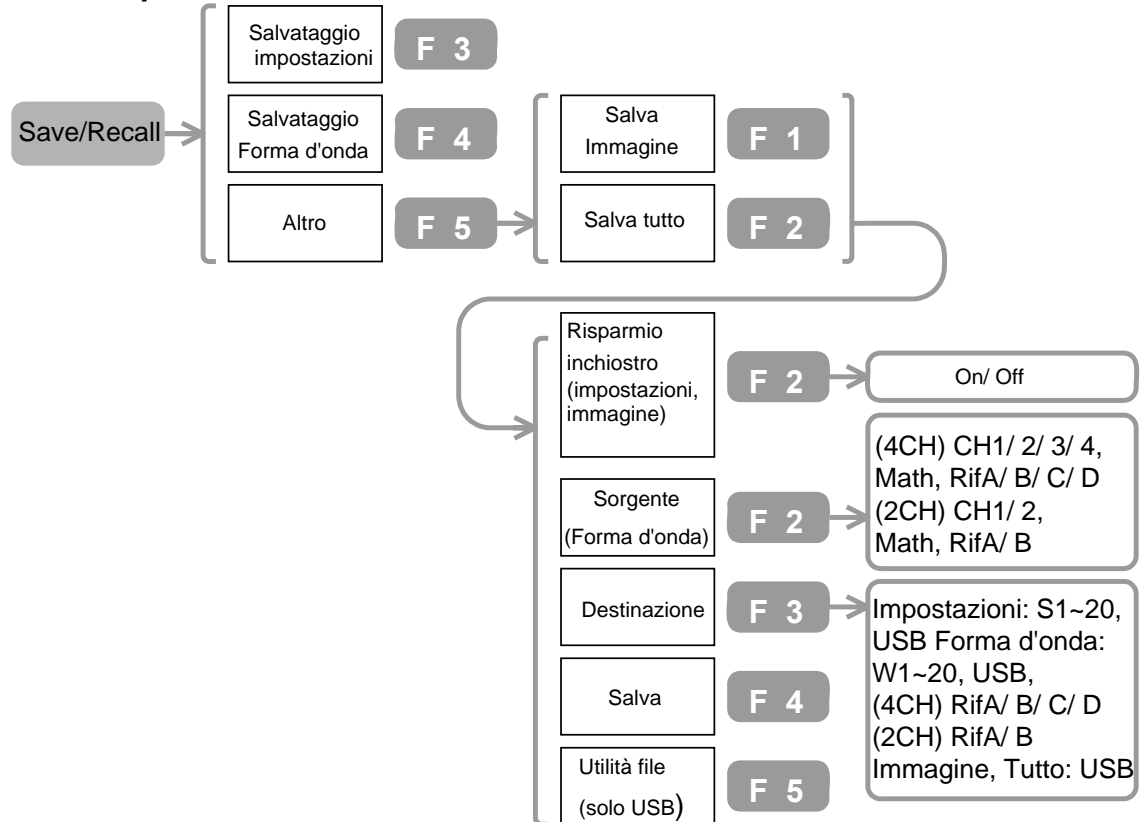 Salvataggio
impostazioni
F 3
Save/Recall
Salvataggio
Forma d'onda
F 4
Salva
Immagine
F 1
Altro
F 5
Salva tutto
F 2
Risparmio
inchiostro
(impostazioni,
immagine)
F 2
On/ Off
Sorgente
(Forma d'onda)
F 2
(4CH) CH1/ 2/ 3/ 4,
Math, RifA/ B/ C/ D
(2CH) CH1/ 2,
Math, RifA/ B
Destinazione
F 3
Impostazioni: S1~20,
USB Forma d'onda:
W1~20, USB,
(4CH) RifA/ B/ C/ D
(2CH) RifA/ B
Immagine, Tutto: USB
Salva
F 4
Utilità file
(solo USB)
F 5